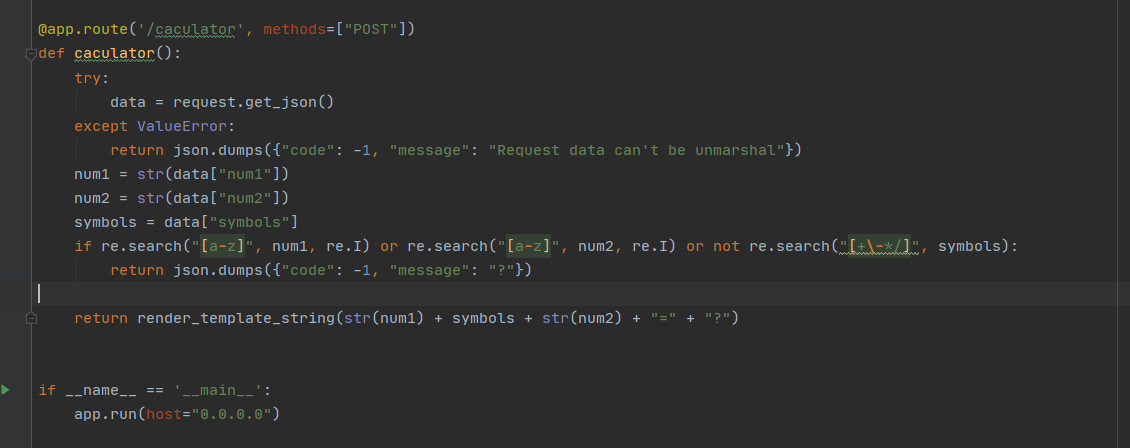 @app.route('/caculator', methods=["POST"])
def caculator():
    try:
        data = request.get_json()
    except ValueError:
        return json.dumps({"code": -1, "message": "Request data can't be unmarshal"})
    num1 = str(data["num1"])
    num2 = str(data["num2"])
    symbols = data["symbols"]
    if re.search("[a-z]", num1, re.I) or re.search("[a-z]", num2, re.I) or not re.search("[+\-*/]", symbols):
        return json.dumps({"code": -1, "message": "?"})
    return render_template_string(str(num1) + symbols + str(num2) + "=" + "?")
if __name__ == '__main__':
    app.run(host="0.0.0.0")